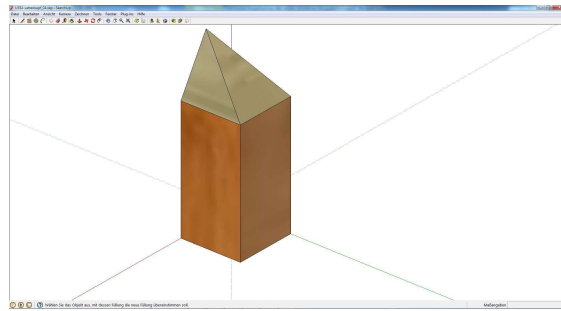 Datei Bearbeiten Ansicht Kamera Zeichnen Tools Fenster Plug-ins Hilfe
Wählen Sie das Objekt aus, mit dessen Füllung die neue Füllung übereinstimmen soll.
Maßangaben